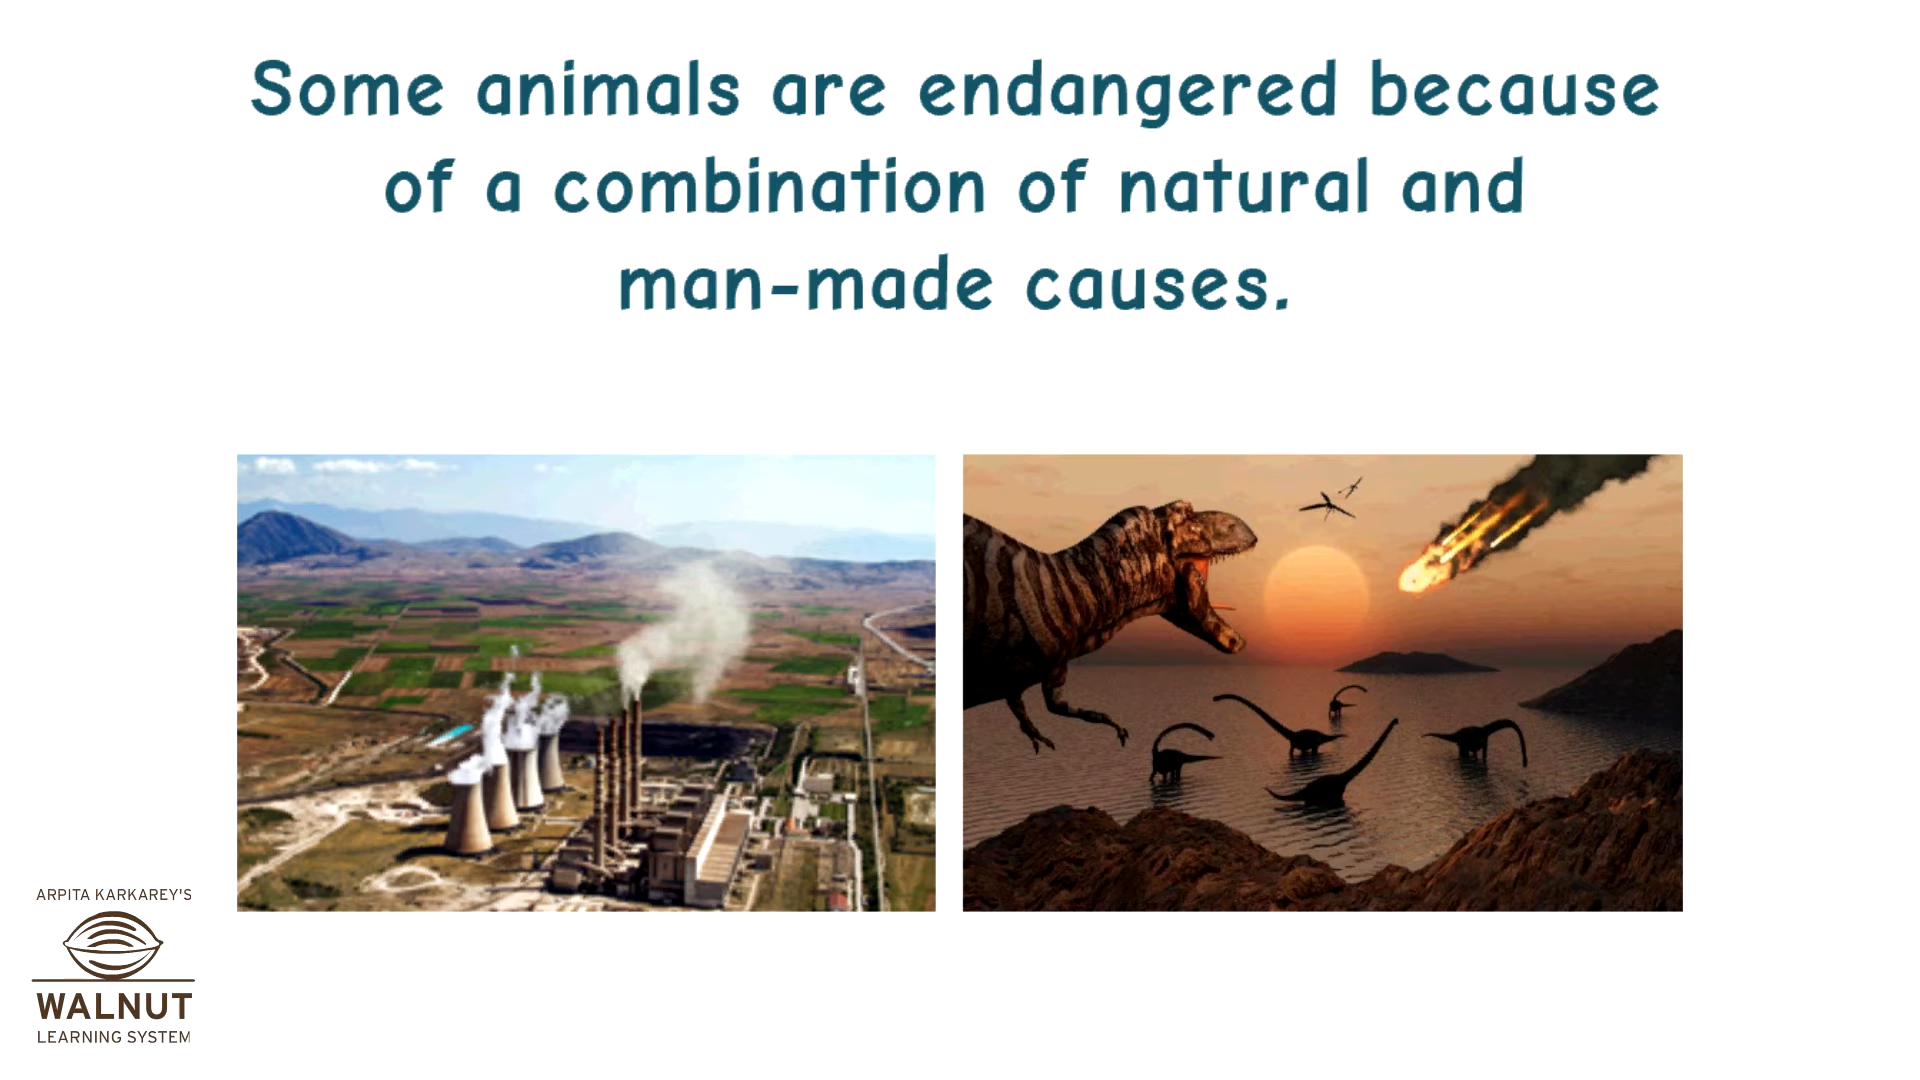 Some animals are endangered because
of a combination of natural and
man-made causes.
ARPITA KARKAREY'S
WALNUT
LEARNING SYSTEM